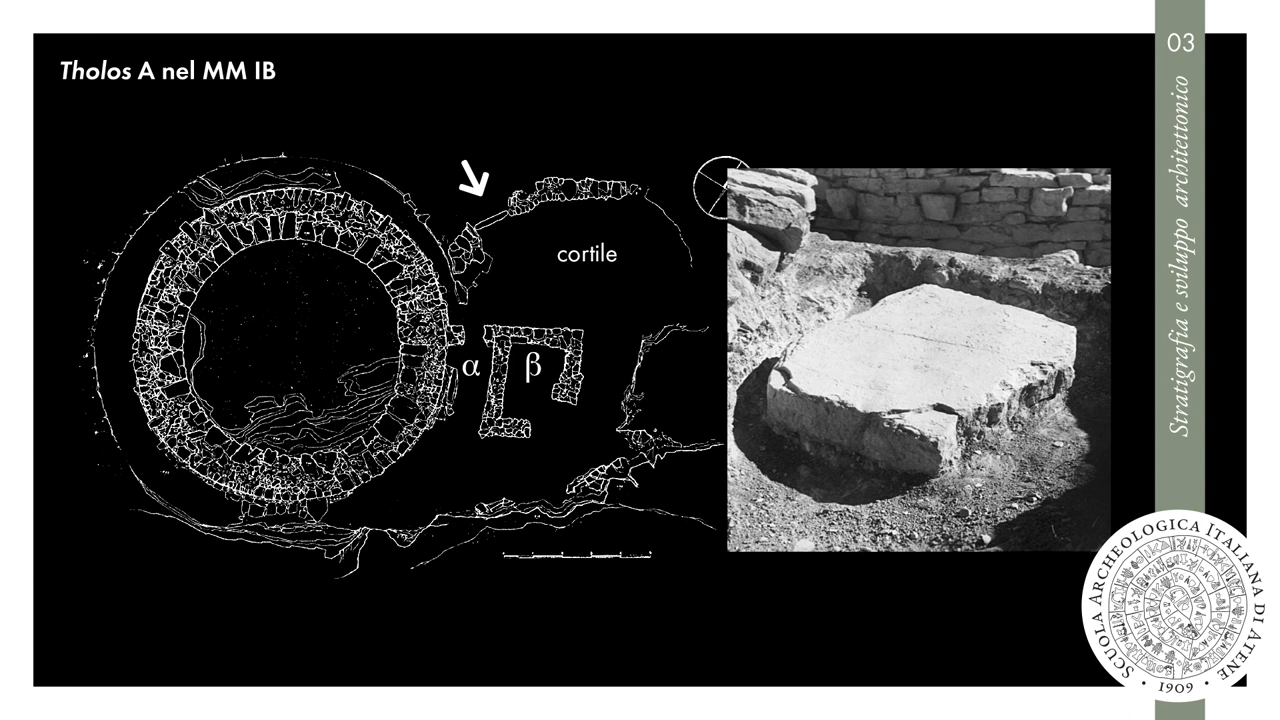 Tholos A nel MM IB
03
Stratigrafia e sviluppo architettonico
cortile
α
β
SCUOLA ARCHEOLOGICA ITALIANA DI ATENE
• 1909 •